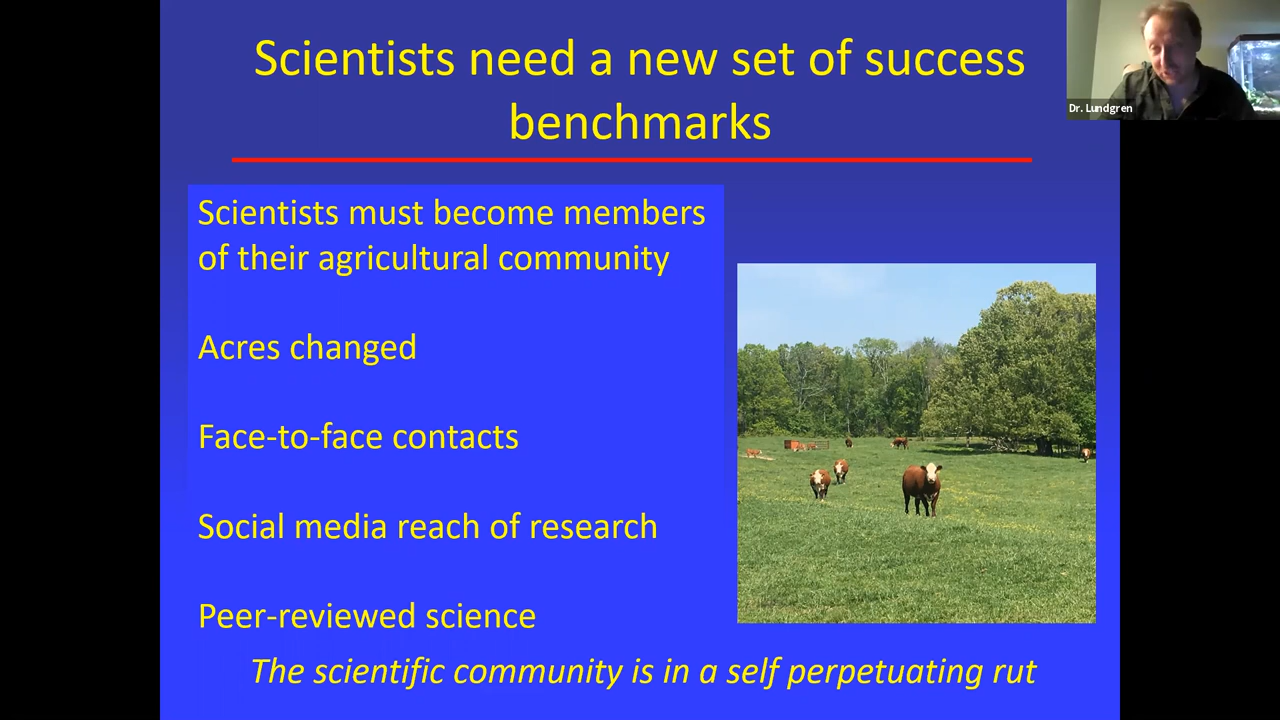 Scientists need a new set of success
benchmarks
Dr. Lundgren
Scientists must become members
of their agricultural community
Acres changed
Face-to-face contacts
Social media reach of research
Peer-reviewed science
The scientific community is in a self perpetuating rut